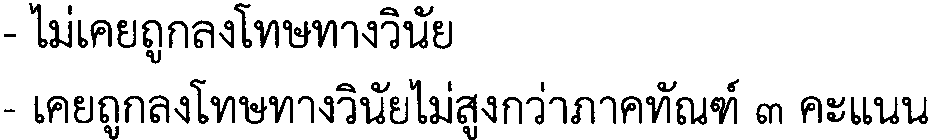 - ไม่เคยถูกลงโทษทางวินัย
- เคยถูกลงโทษทางวินัยไม่สูงกว่าภาคทัณฑ์ ๓ คะแนน